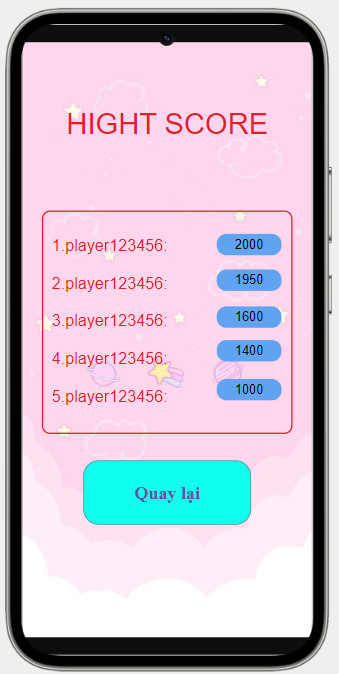 HIGHT SCORE
1.player123456: 2000
2.player123456: 1950
3.player123456: 1600
4.player123456: 1400
5.player123456: 1000
Quay lại